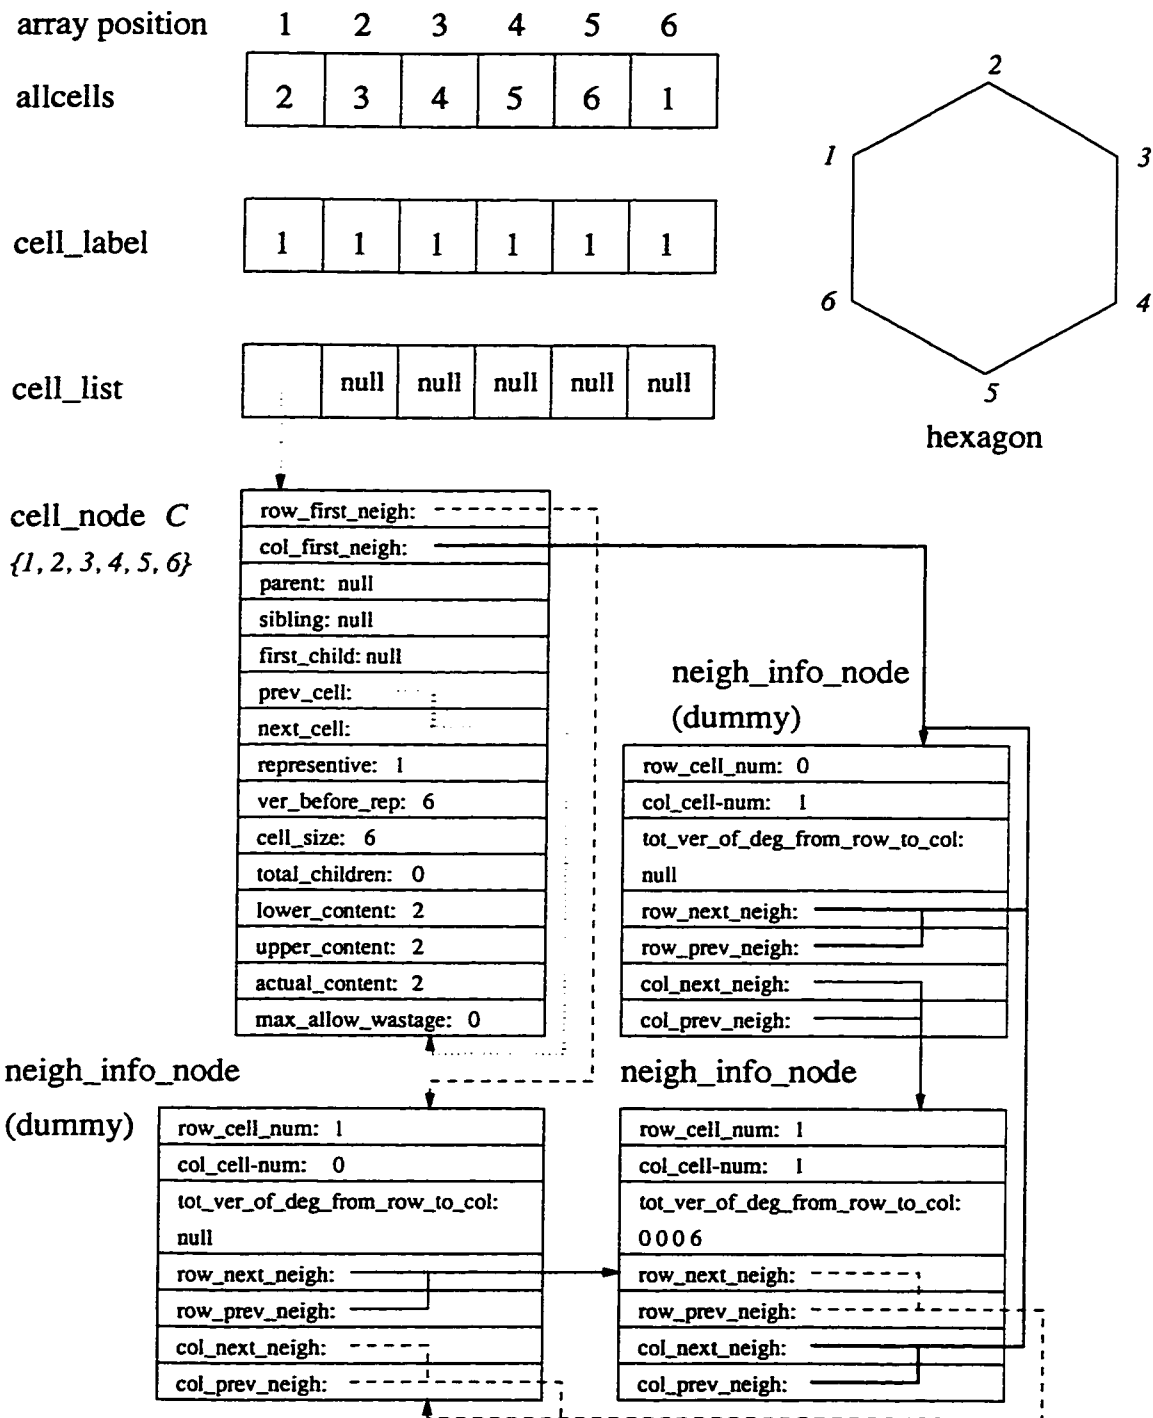 array position 1 2 3 4 5 6
allcells 2 3 4 5 6 1
cell_label 1 1 1 1 1 1
cell_list null null null null null
2
1 3
6 4
5
hexagon
cell_node C
{1, 2, 3, 4, 5, 6}
row_first_neigh:
col_first_neigh:
parent: null
sibling: null
first_child: null
prev_cell:
next_cell:
representive: 1
ver_before_rep: 6
cell_size: 6
total_children: 0
lower_content: 2
upper_content: 2
actual_content: 2
max_allow_wastage: 0
neigh_info_node
(dummy)
row_cell_num: 0
col_cell-num: 1
tot_ver_of_deg_from_row_to_col:
null
row_next_neigh:
row_prev_neigh:
col_next_neigh:
col_prev_neigh:
neigh_info_node
(dummy)
row_cell_num: 1
col_cell-num: 0
tot_ver_of_deg_from_row_to_col:
null
row_next_neigh:
row_prev_neigh:
col_next_neigh:
col_prev_neigh:
neigh_info_node
row_cell_num: 1
col_cell-num: 1
tot_ver_of_deg_from_row_to_col:
0 0 0 6
row_next_neigh:
row_prev_neigh:
col_next_neigh:
col_prev_neigh: